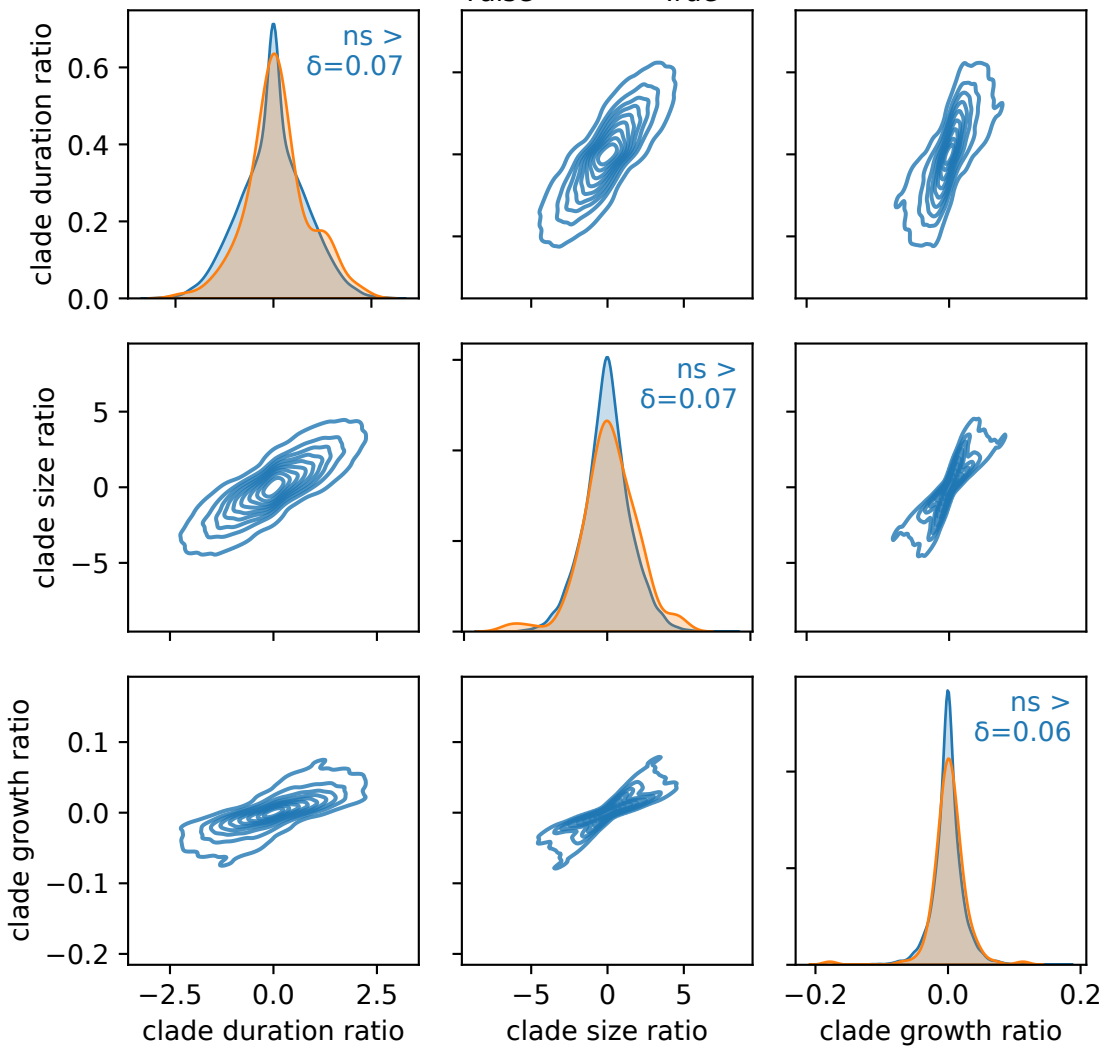 clade duration ratio
0.6
0.4
0.2
0.0
ns >
δ=0.07
clade size ratio
5
0
−5
ns >
δ=0.07
clade growth ratio
0.1
0.0
−0.1
−0.2
ns >
δ=0.06
−2.5 0.0 2.5
−5 0 5
−0.2 0.0 0.2
clade duration ratio
clade size ratio
clade growth ratio